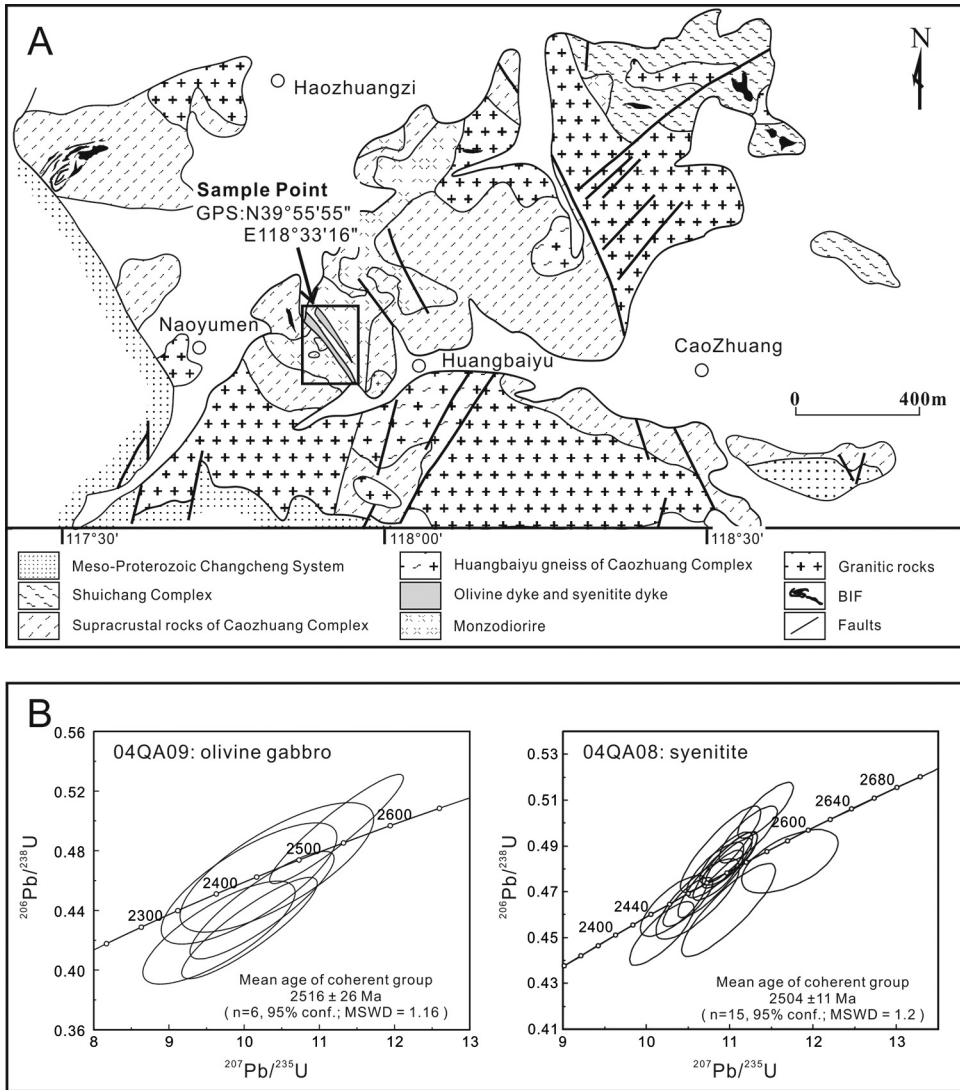 A
N
Haozhuangzi
Sample Point
GPS:N39°55'55"
E118°33'16"
Naoyumen
Huangbaiyu
CaoZhuang
0 400m
117°30' 118°00' 118°30'
Meso-Proterozoic Changcheng System
Huangbaiyu gneiss of Caozhuang Complex
Granitic rocks
Shuichang Complex
Olivine dyke and syenitite dyke
BIF
Supracrustal rocks of Caozhuang Complex
Monzodiorire
Faults
B
04QA09: olivine gabbro
206Pb/238U
0.56
0.52
0.48
0.44
0.40
0.36
2300
2400
2500
2600
Mean age of coherent group
2516 ± 26 Ma
( n=6, 95% conf.; MSWD = 1.16 )
8 9 10 11 12 13
207Pb/235U
04QA08: syenitite
206Pb/238U
0.53
0.51
0.49
0.47
0.45
0.41
2400
2440
2600
2640
2680
Mean age of coherent group
2504 ±11 Ma
( n=15, 95% conf.; MSWD = 1.2 )
9 10 11 12 13
207Pb/235U